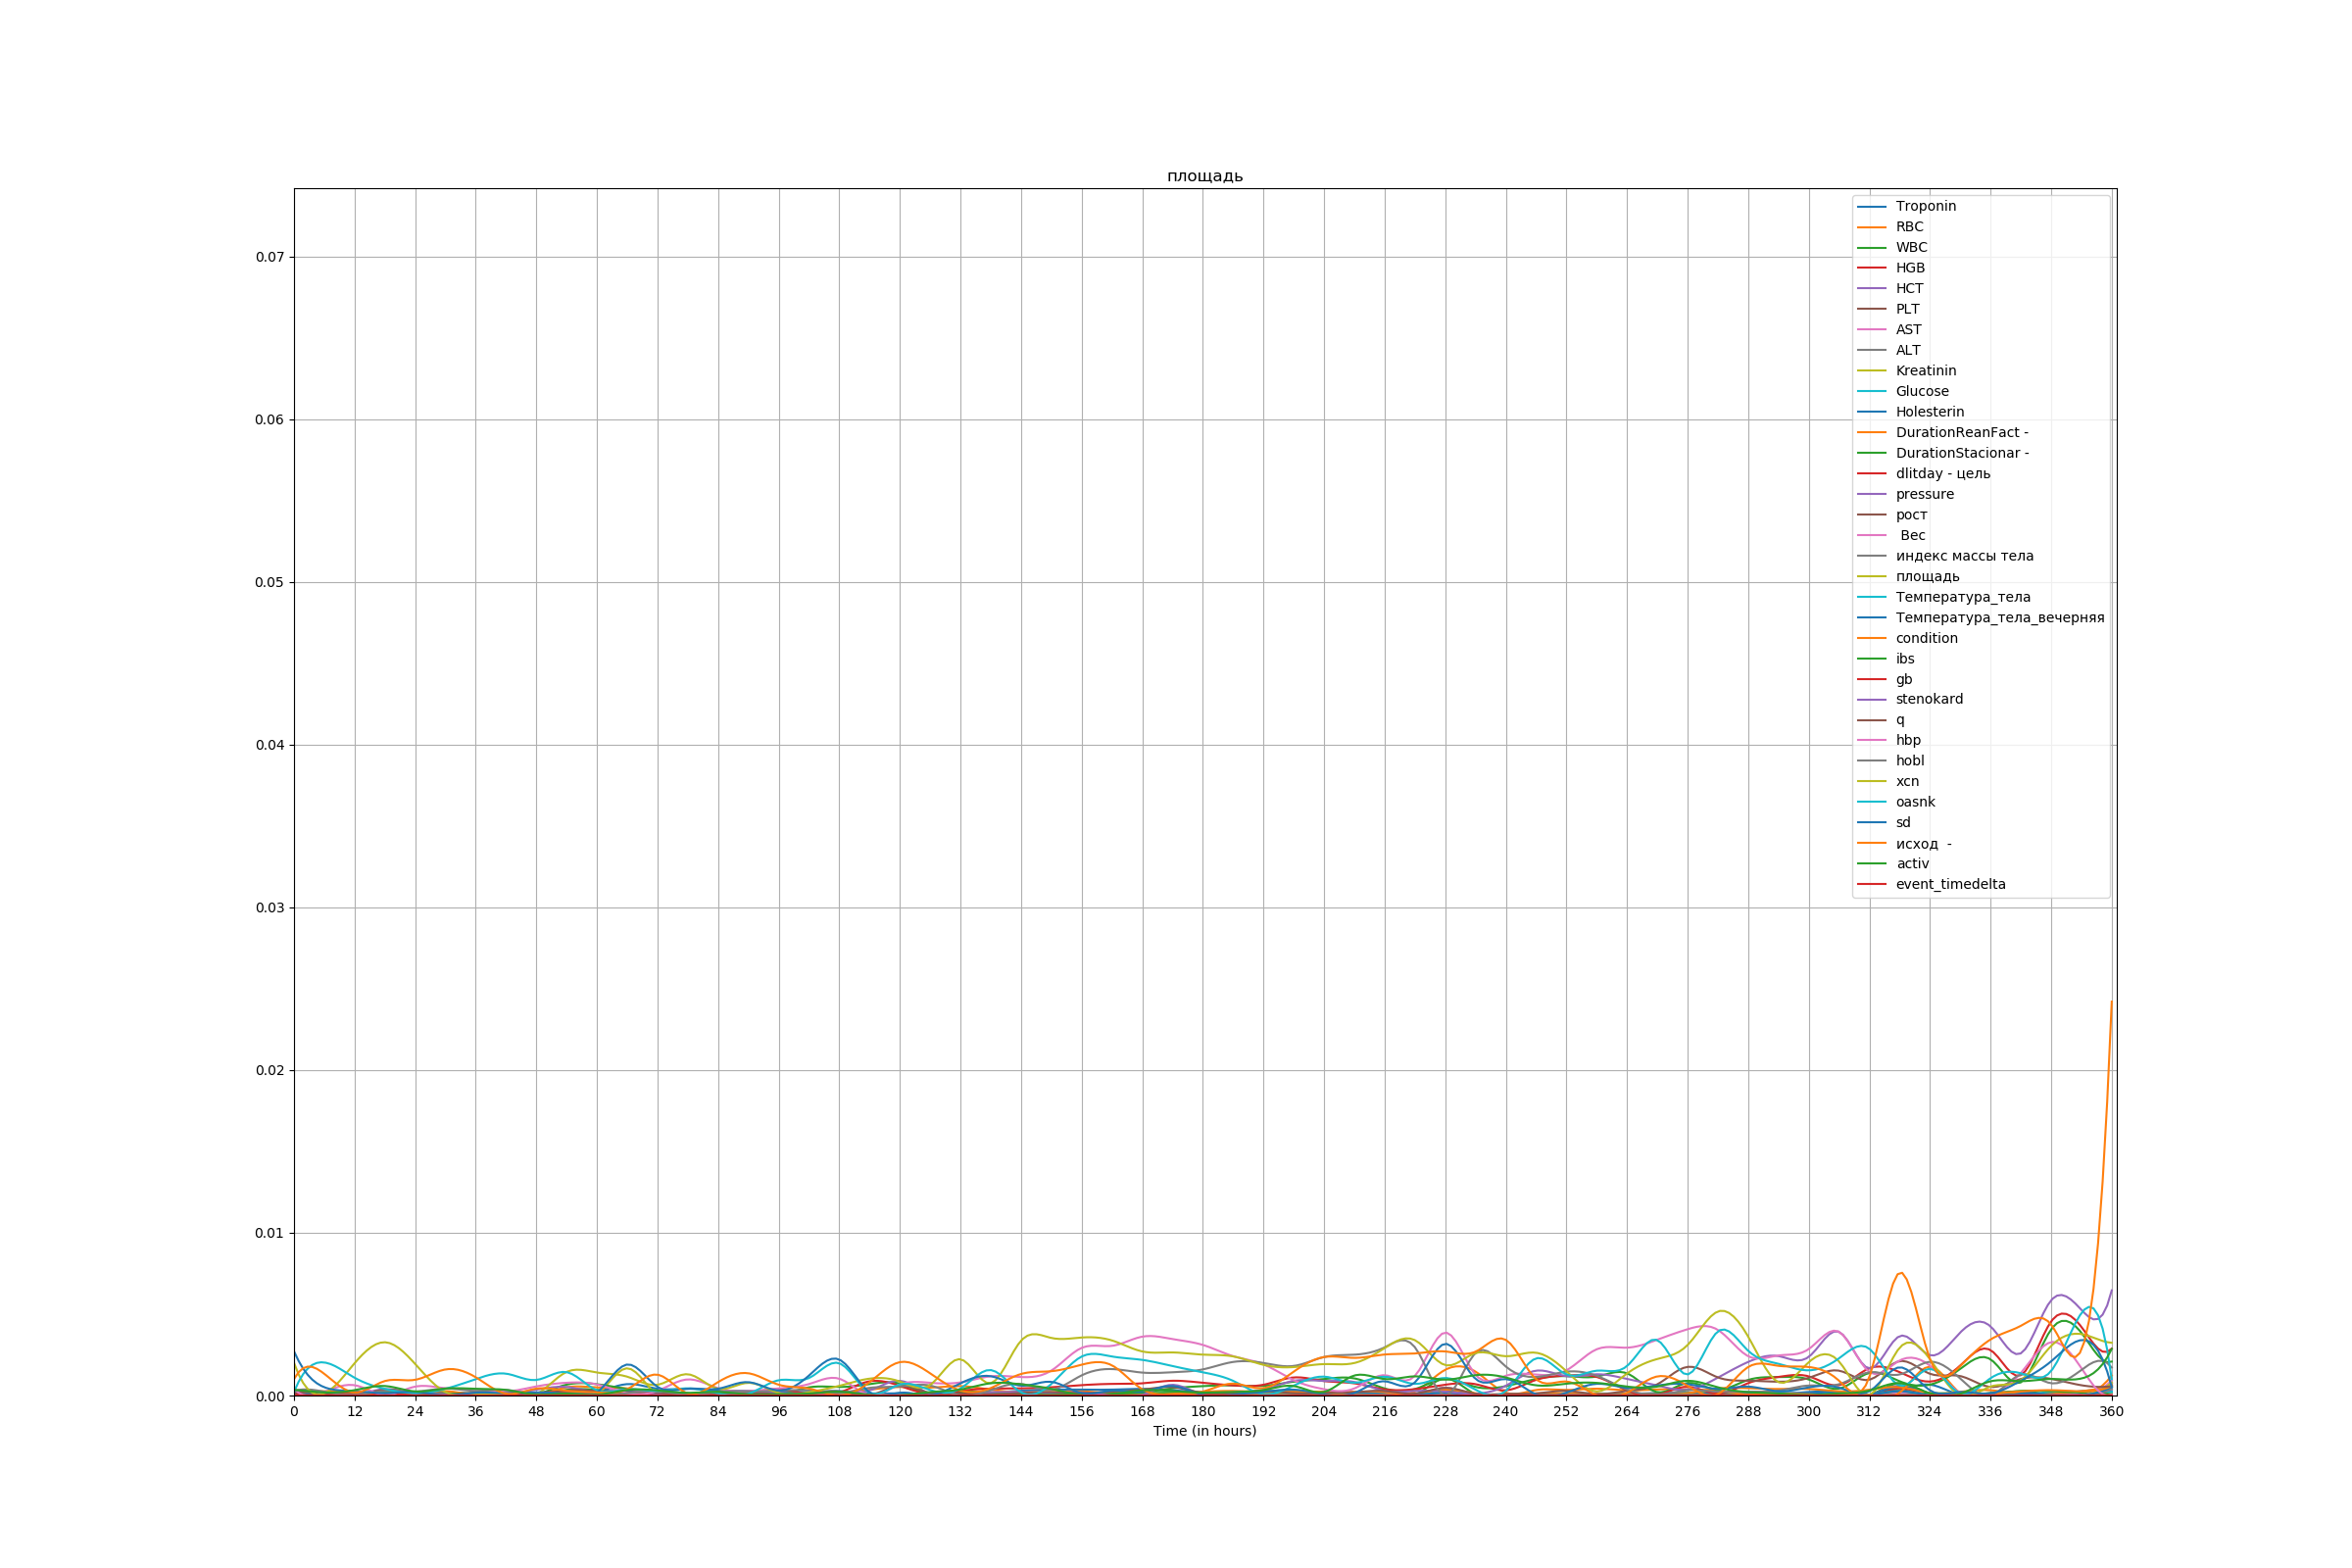 площадь
0.07
0.06
0.05
0.04
0.03
0.02
0.01
0.00
Troponin
RBC
WBC
HGB
HCT
PLT
AST
ALT
Kreatinin
Glucose
Holesterin
DurationReanFact -
DurationStacionar -
dlitday - цель
pressure
рост
Вес
индекс массы тела
площадь
Температура_тела
Температура_тела_вечерняя
condition
ibs
gb
stenokard
q
hbp
hobl
xcn
oasnk
sd
исход  -
activ
event_timedelta
0 12 24 36 48 60 72 84 96 108 120 132 144 156 168 180 192 204 216 228 240 252 264 276 288 300 312 324 336 348 360
Time (in hours)